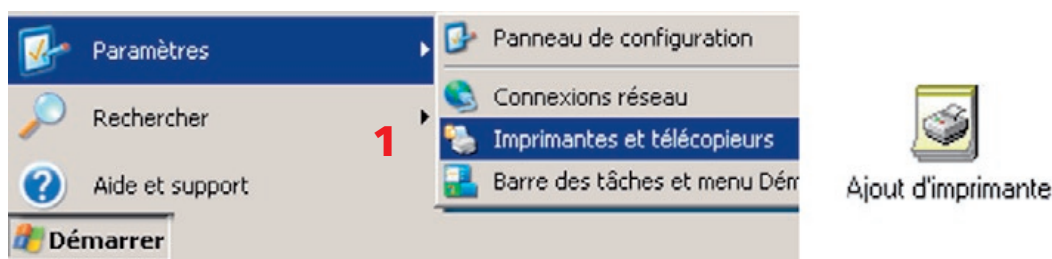 Paramètres
Rechercher
Aide et support
Démarrer
1
Panneau de configuration
Connexions réseau
Imprimantes et télécopieurs
Barre des tâches et menu Dém
Ajout d'imprimante